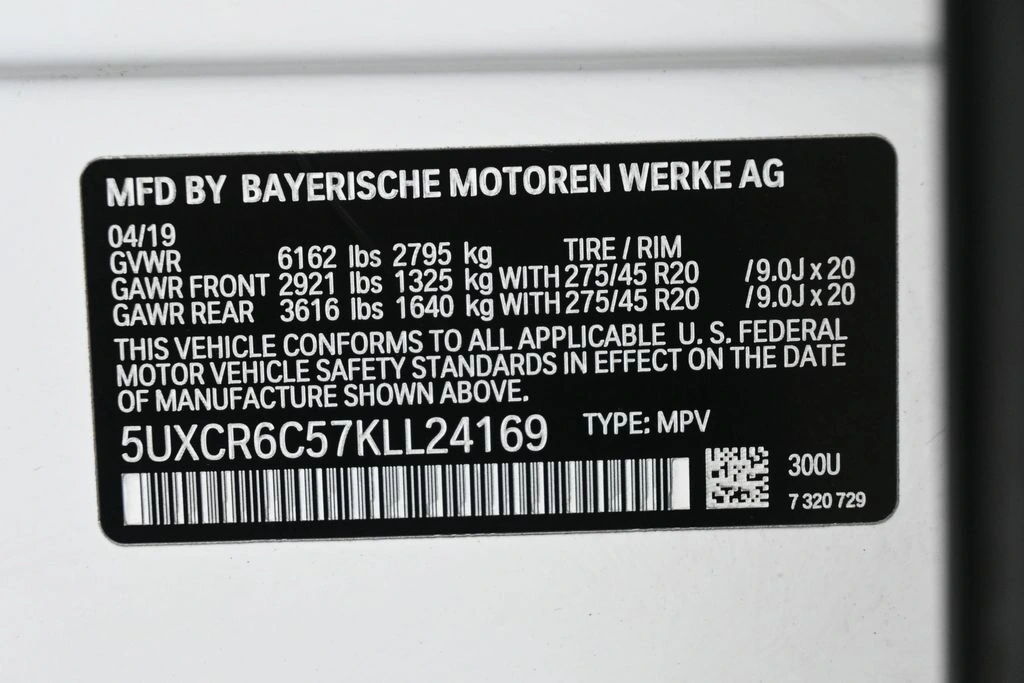 MFD BY BAYERISCHE MOTOREN WERKE AG
04/19
GVWR 6162 lbs 2795 kg TIRE / RIM
GAWR FRONT 2921 lbs 1325 kg WITH 275/45 R20 /9.0J x 20
GAWR REAR 3616 lbs 1640 kg WITH 275/45 R20 /9.0J x 20
THIS VEHICLE CONFORMS TO ALL APPLICABLE U. S. FEDERAL
MOTOR VEHICLE SAFETY STANDARDS IN EFFECT ON THE DATE
OF MANUFACTURE SHOWN ABOVE.
5UXCR6C57KLL24169 TYPE: MPV
300U
7 320 729